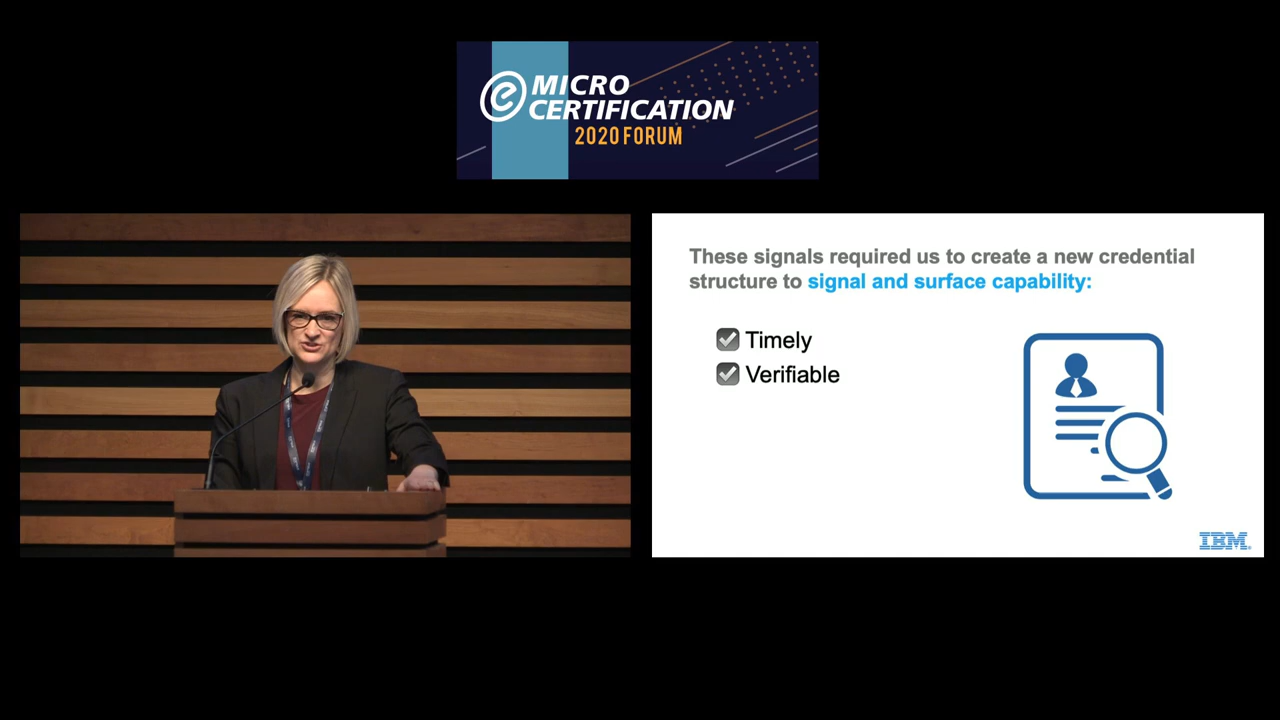 e MICRO
CERTIFICATION
2020 FORUM
These signals required us to create a new credential
structure to signal and surface capability:
Timely
Verifiable
IBM